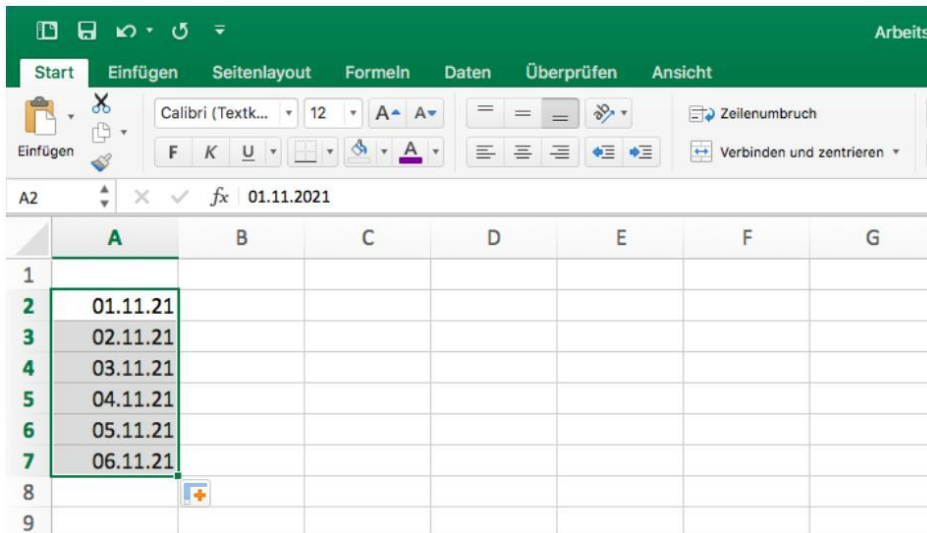 Arbeits
Start Einfügen Seitenlayout Formeln Daten Überprüfen Ansicht
Calibri (Textk... 12 A A Zeilenumbruch
Einfügen F K U A Verbinden und zentrieren
A2 fx 01.11.2021
A B C D E F G
1
2 01.11.21
3 02.11.21
4 03.11.21
5 04.11.21
6 05.11.21
7 06.11.21
8
9